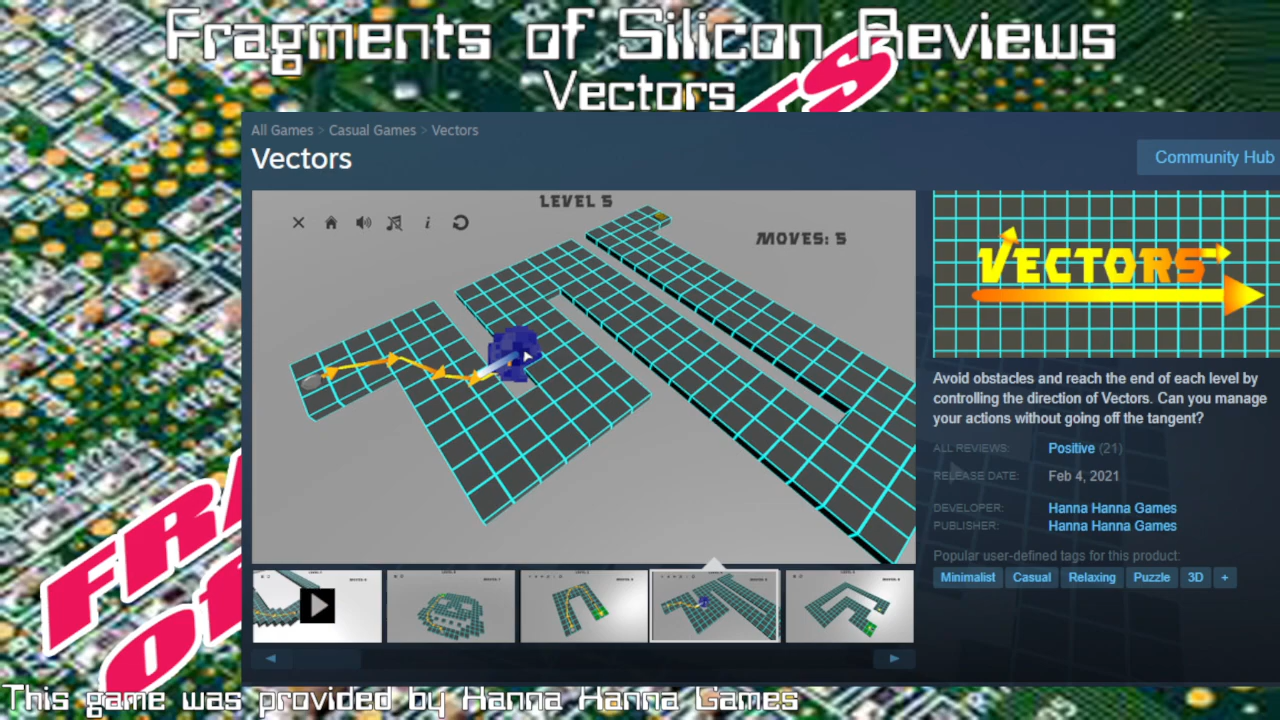 Fragments of Silicon Reviews
Vectors
All Games > Casual Games > Vectors
Vectors
Community Hub
LEVEL 5
MOVES: 5
VECTORS
Avoid obstacles and reach the end of each level by
controlling the direction of Vectors. Can you manage
your actions without going off the tangent?
ALL REVIEWS: Positive (21)
RELEASE DATE: Feb 4, 2021
DEVELOPER: Hanna Hanna Games
PUBLISHER: Hanna Hanna Games
Popular user-defined tags for this product:
Minimalist Casual Relaxing Puzzle 3D +
This game was provided by Hanna Hanna Games